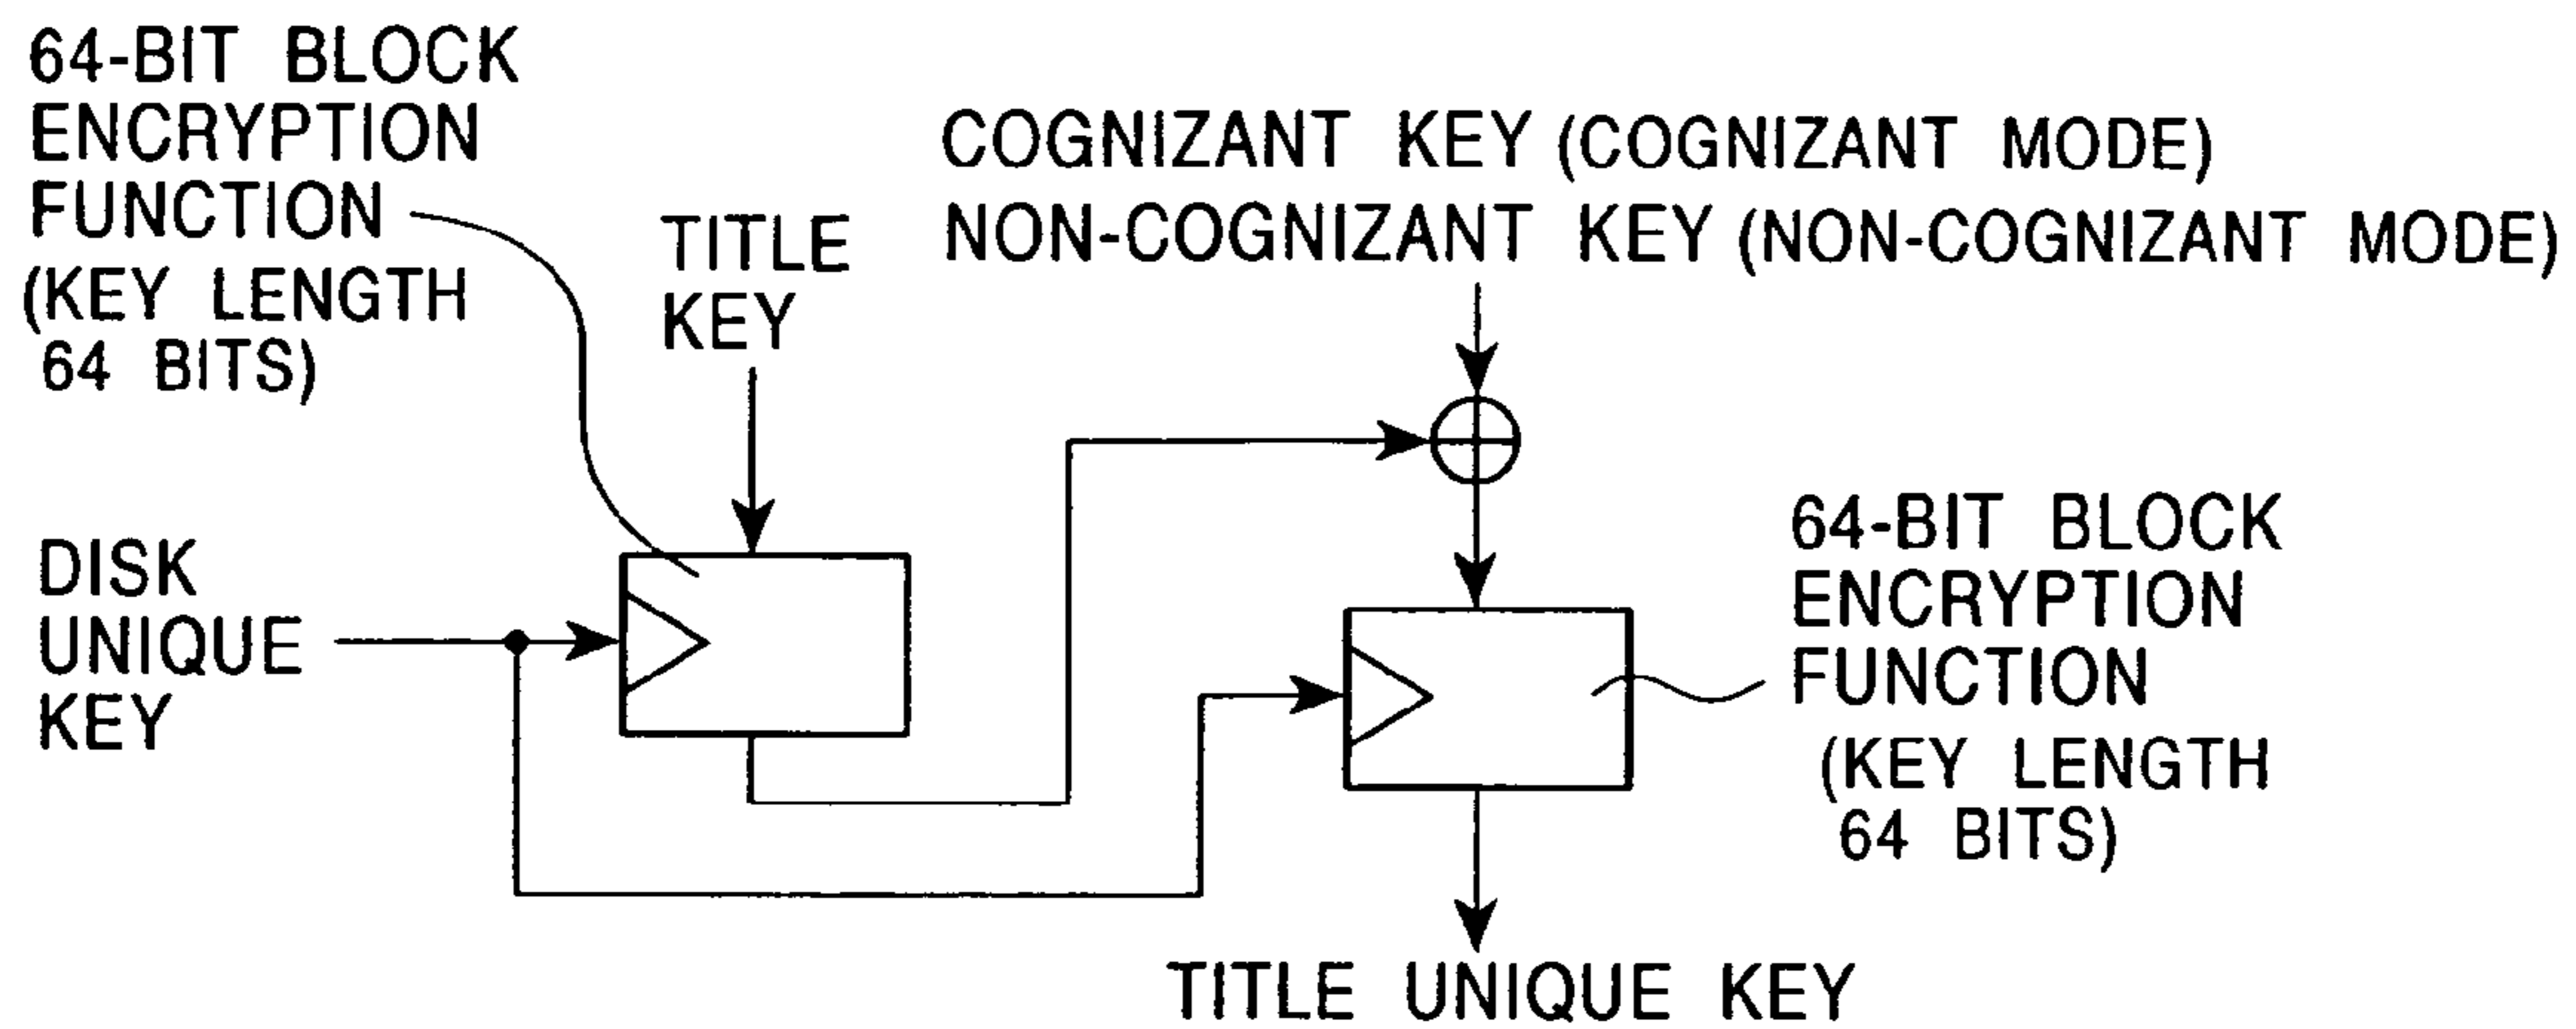 64-BIT BLOCK
ENCRYPTION
FUNCTION
(KEY LENGTH
64 BITS)
TITLE
KEY
COGNIZANT KEY (COGNIZANT MODE)
NON-COGNIZANT KEY (NON-COGNIZANT MODE)
DISK
UNIQUE
KEY
64-BIT BLOCK
ENCRYPTION
FUNCTION
(KEY LENGTH
64 BITS)
TITLE UNIQUE KEY